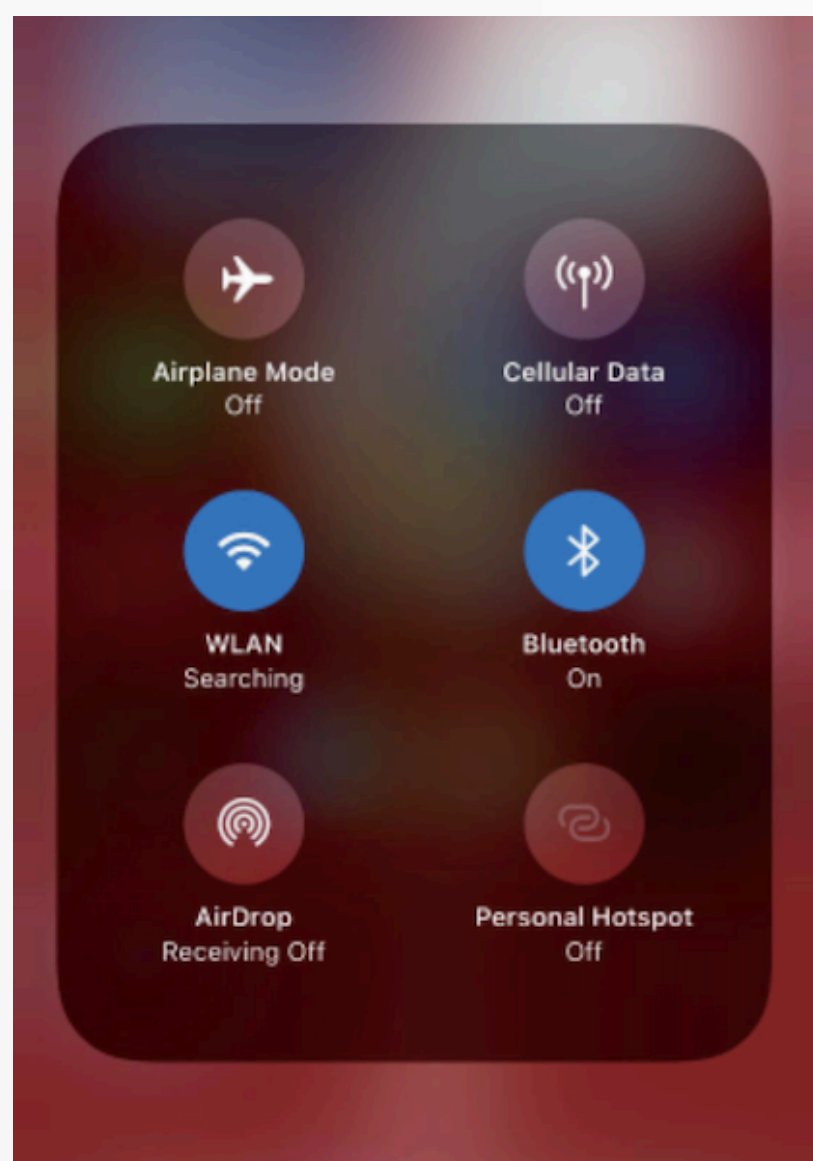 Airplane Mode
Off
Cellular Data
Off
WLAN
Searching
Bluetooth
On
AirDrop
Receiving Off
Personal Hotspot
Off